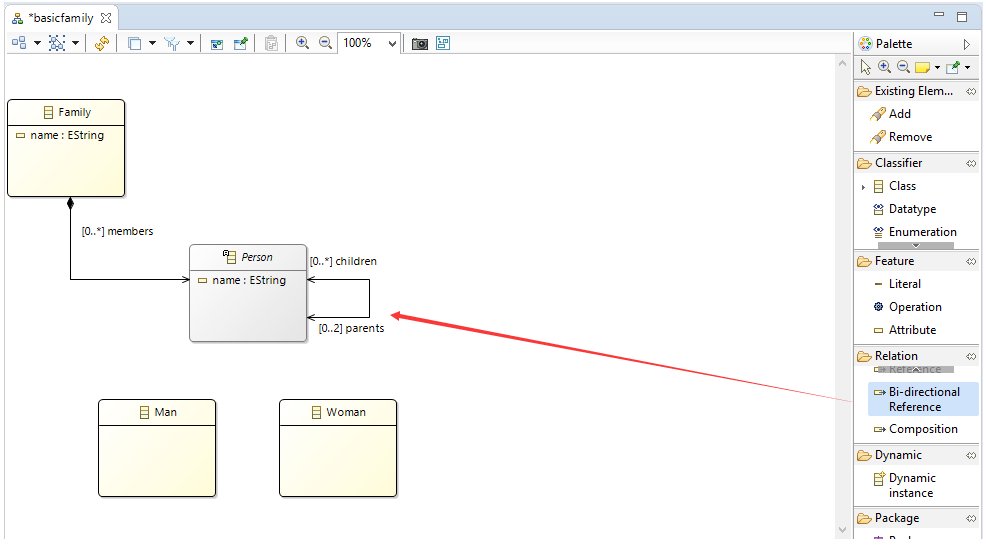 *basicfamily
100%
Palette
Existing Elem...
Add
Remove
Classifier
Class
Datatype
Enumeration
Feature
Literal
Operation
Attribute
Relation
Reference
Bi-directional
Reference
Composition
Dynamic
Dynamic
instance
Package
Family
name : EString
[0..*] members
Person
name : EString
[0..*] children
[0..2] parents
Man
Woman